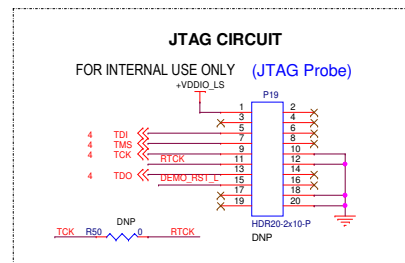 JTAG CIRCUIT
FOR INTERNAL USE ONLY (JTAG Probe)
+VDDIO_LS
P19
1 2
3 4
4 TDI 5 6
4 TMS 7 8
4 TCK 9 10
RTCK 11 12
4 TDO 13 14
DEMO_RST_L 15 16
17 18
19 20
HDR20-2x10-P
DNP
DNP
TCK R50 0 RTCK